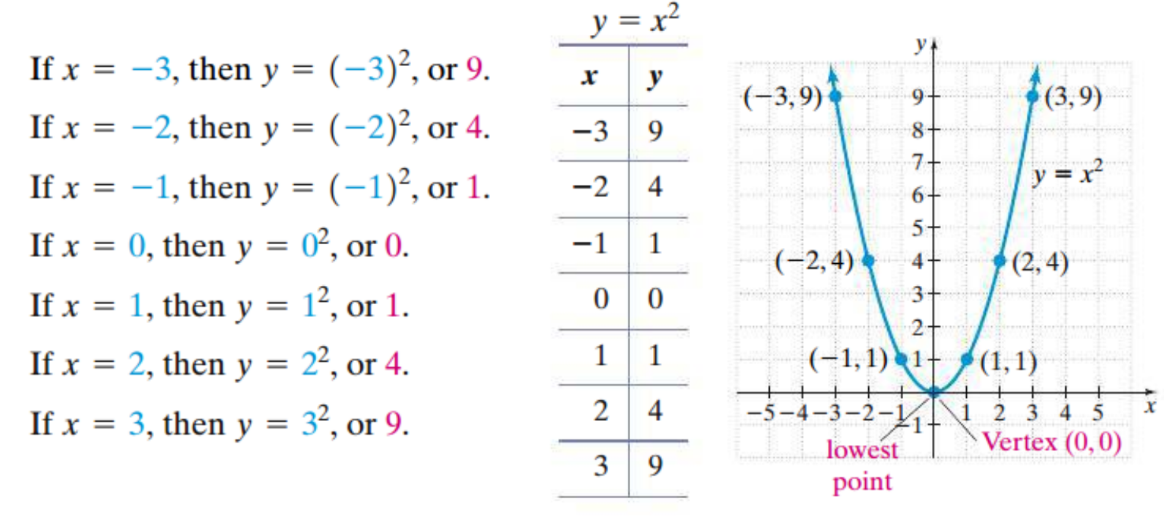 If x = −3, then y = (−3)², or 9.
If x = −2, then y = (−2)², or 4.
If x = −1, then y = (−1)², or 1.
If x = 0, then y = 0², or 0.
If x = 1, then y = 1², or 1.
If x = 2, then y = 2², or 4.
If x = 3, then y = 3², or 9.
y = x²
x y
−3 9
−2 4
−1 1
0 0
1 1
2 4
3 9
y
(−3, 9) 9 (3, 9)
8
7
y = x²
6
5
(−2, 4) 4 (2, 4)
3
2
(−1, 1) 1 (1, 1)
−5 −4 −3 −2 −1 1 2 3 4 5 x
−1
lowest
point
Vertex (0, 0)